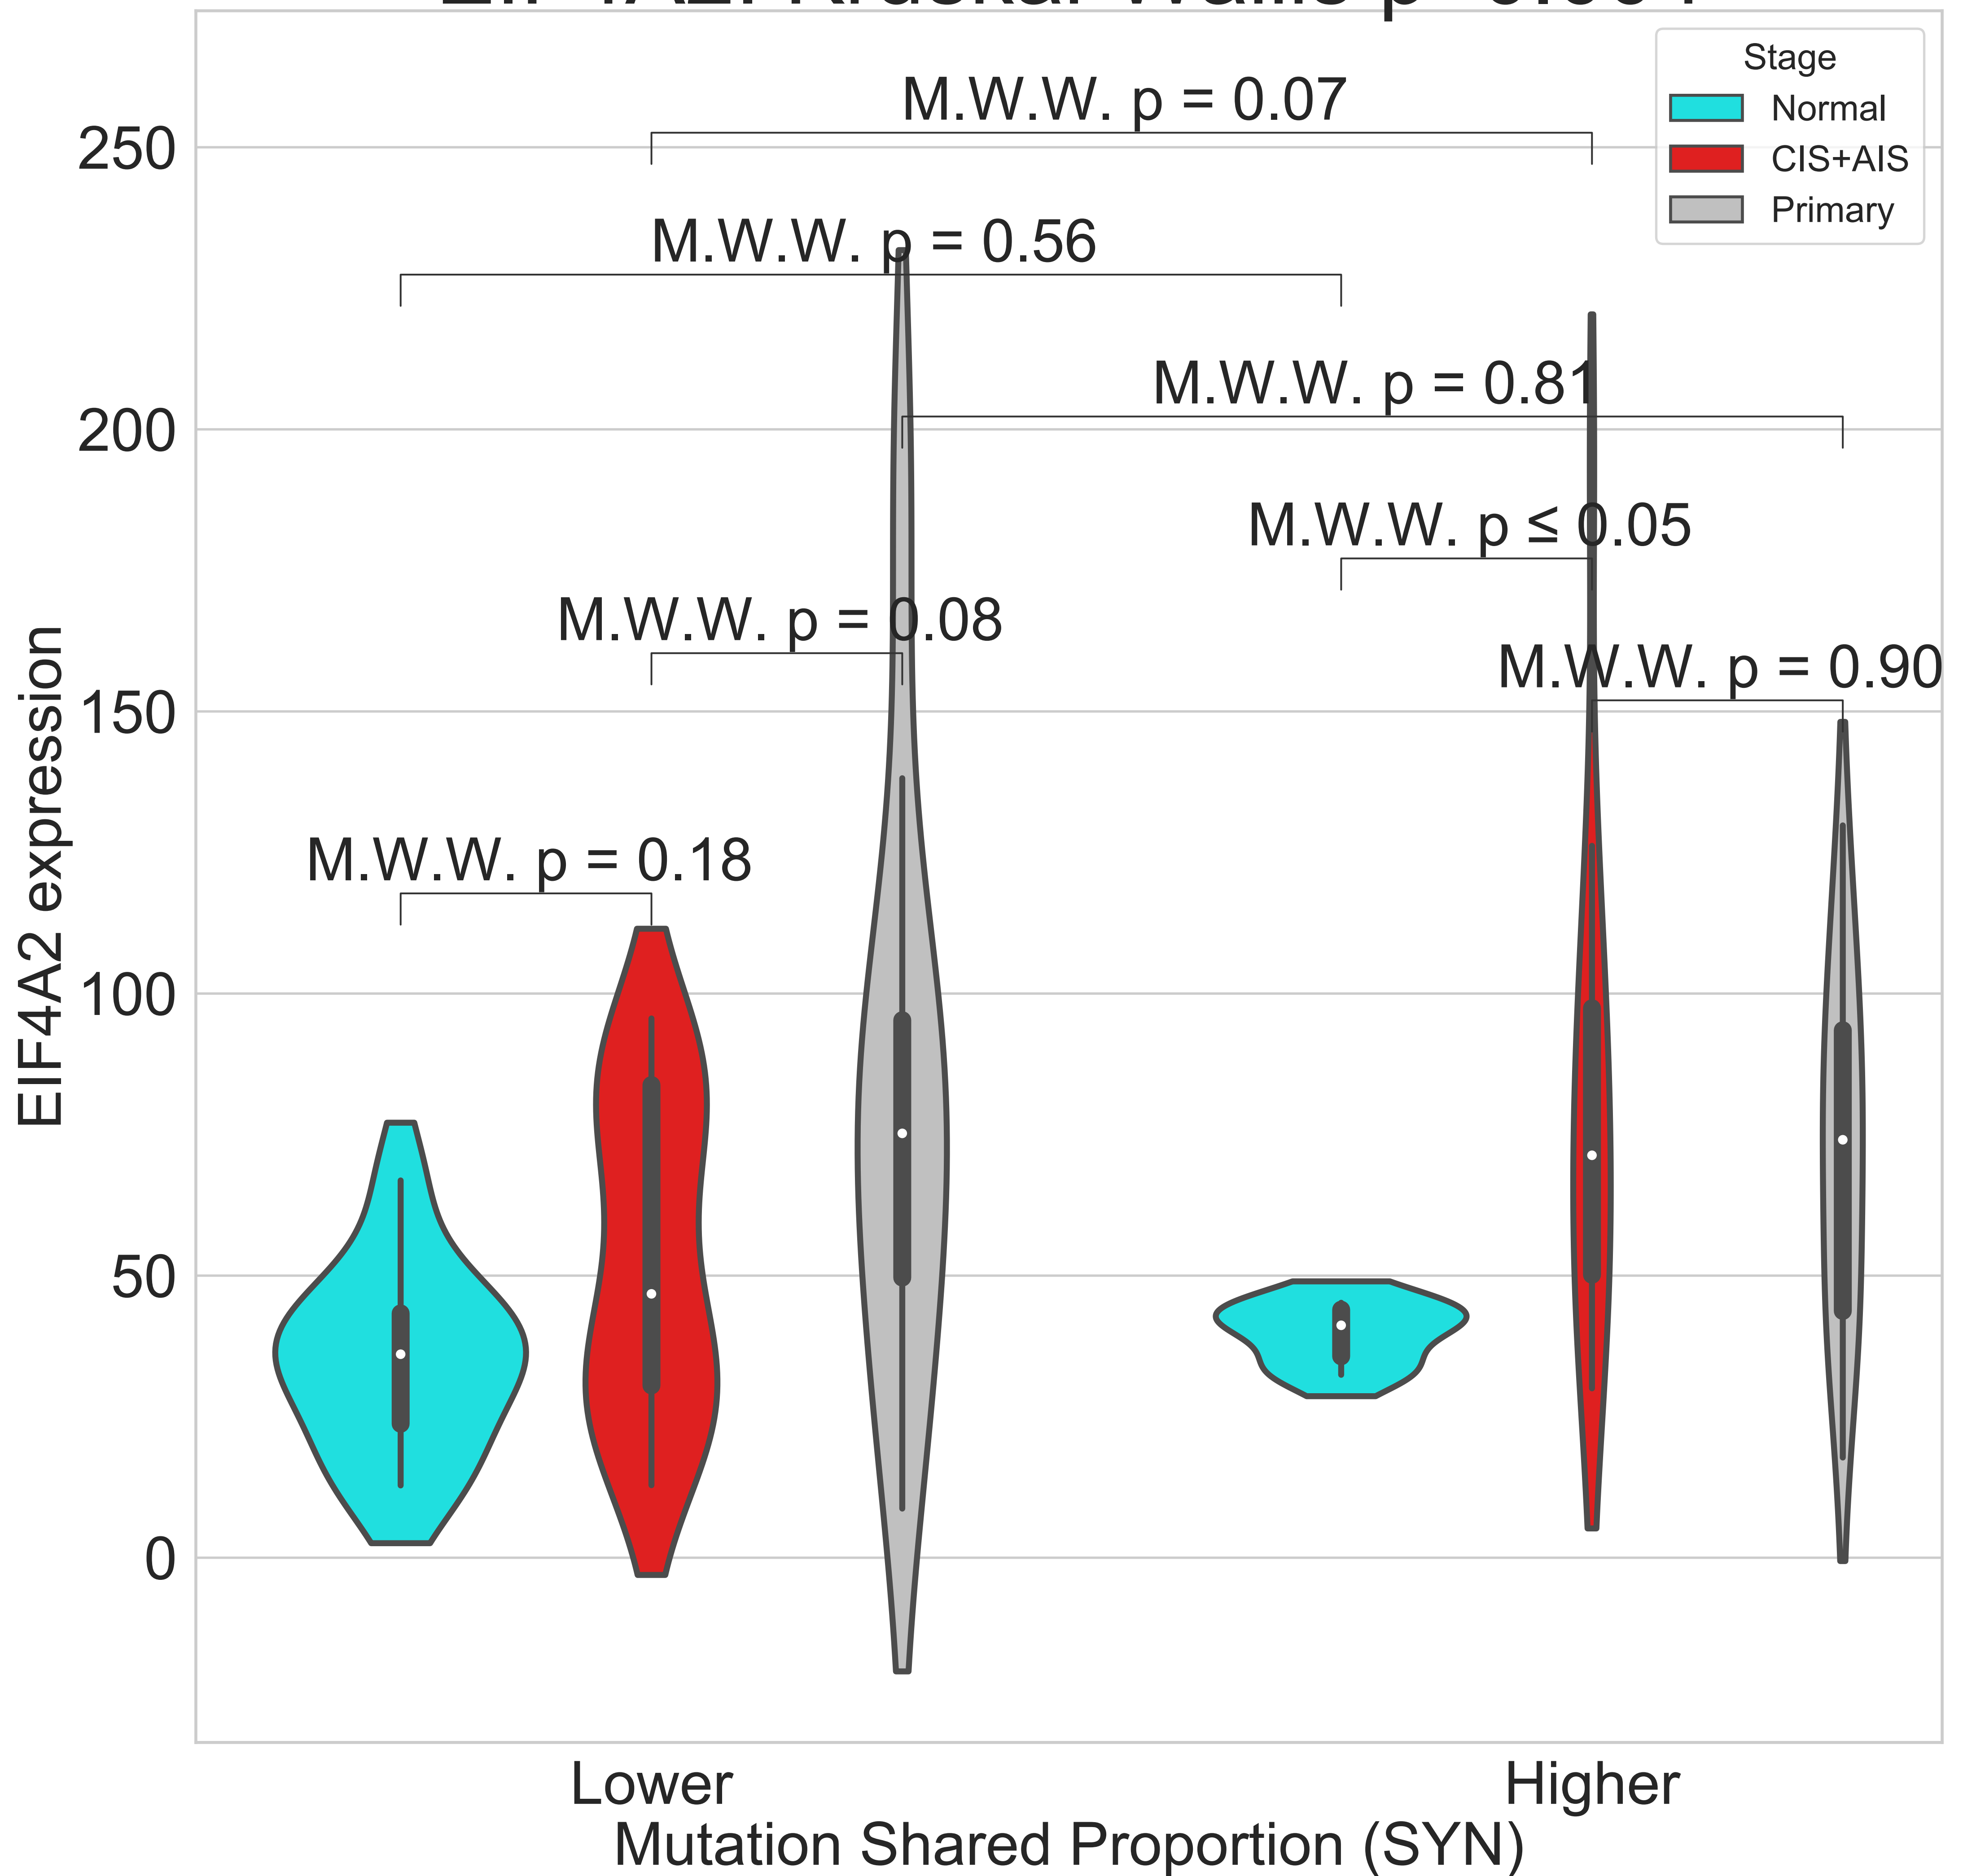 Stage
Normal
CIS+AIS
Primary
M.W.W. p = 0.07
M.W.W. p = 0.56
M.W.W. p = 0.81
M.W.W. p ≤ 0.05
M.W.W. p = 0.08
M.W.W. p = 0.90
M.W.W. p = 0.18
250
200
150
100
50
0
EIF4A2 expression
Lower
Higher
Mutation Shared Proportion (SYN)